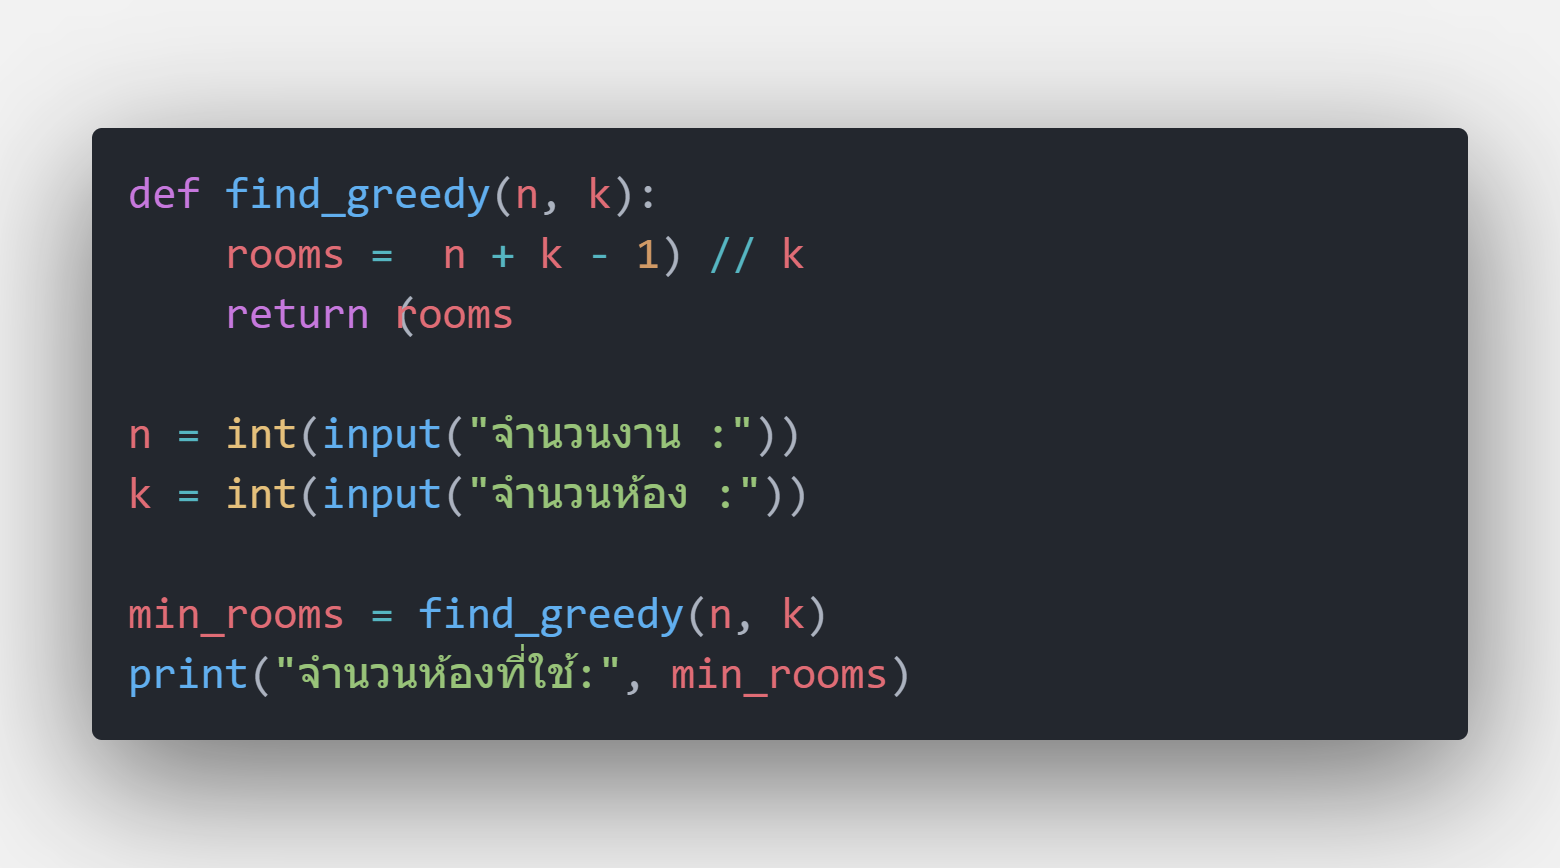 def find_greedy(n, k):
    rooms =  n + k - 1) // k
    return (rooms
n = int(input("จำนวนงาน :"))
k = int(input("จำนวนห้อง :"))
min_rooms = find_greedy(n, k)
print("จำนวนห้องที่ใช้:", min_rooms)